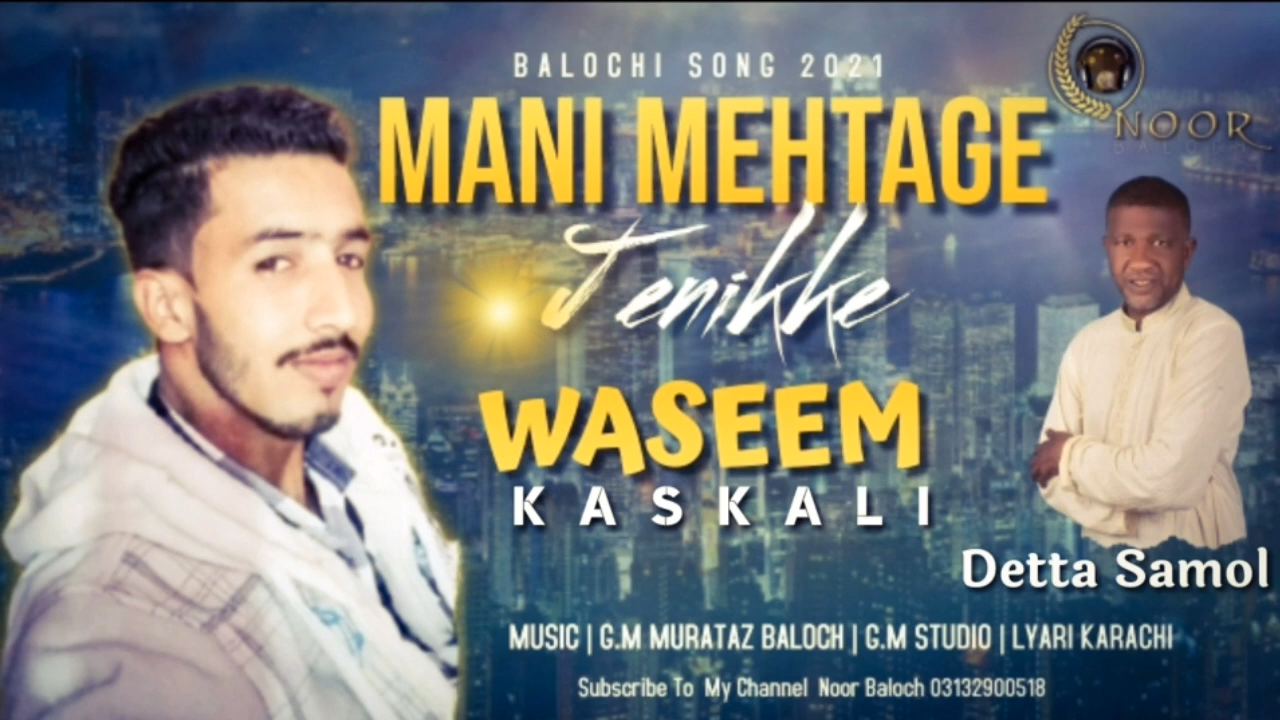 BALOCHI SONG 2021
MANI MEHTAGE
Jenikke
WASEEM
KASKALI
NOOR
BALOCH
Detta Samol
MUSIC | G.M MURATAZ BALOCH | G.M STUDIO | LYARI KARACHI
Subscribe To My Channel Noor Baloch 03132900518